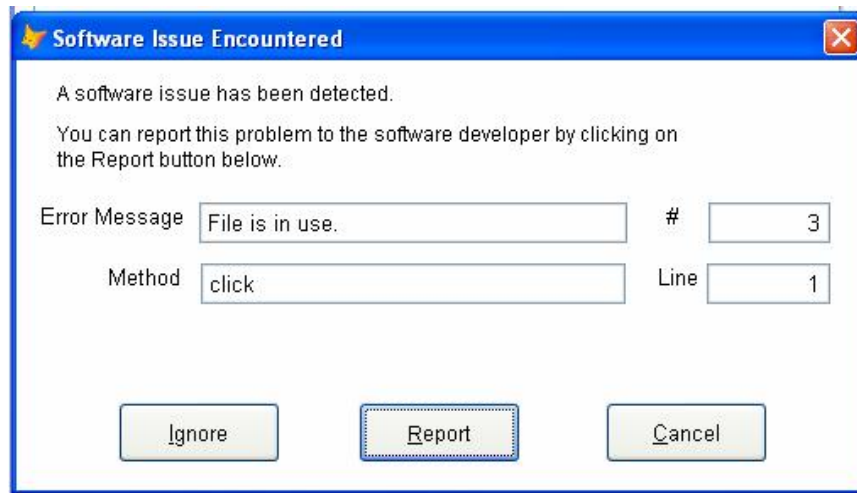 Software Issue Encountered
A software issue has been detected.
You can report this problem to the software developer by clicking on
the Report button below.
Error Message File is in use. # 3
Method click Line 1
Ignore Report Cancel